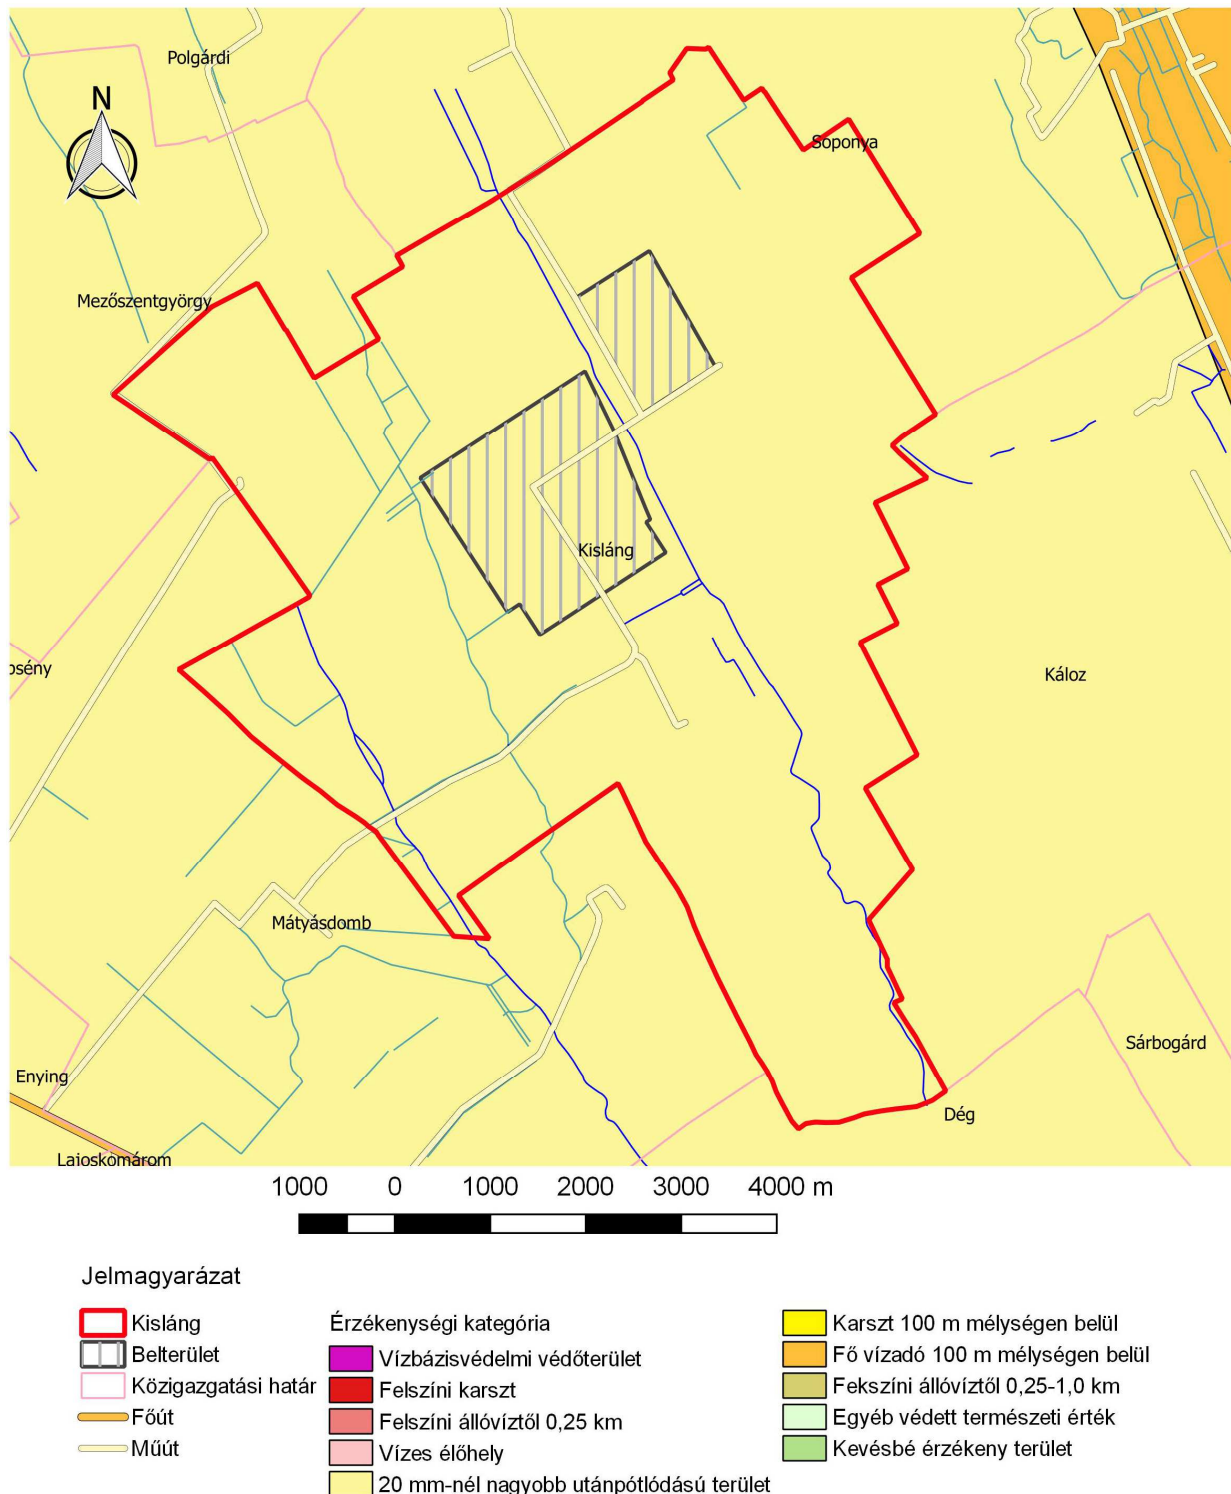 Polgárdi
N
Soponya
Mezőszentgyörgy
Kisláng
osény
Káloz
Mátyásdomb
Sárbogárd
Enying
Dég
Lajoskomárom
1000 0 1000 2000 3000 4000 m
Jelmagyarázat
Kisláng
Belterület
Közigazgatási határ
Főút
Műút
Érzékenységi kategória
Vízbázisvédelmi védőterület
Felszíni karszt
Felszíni állóvíztől 0,25 km
Vizes élőhely
20 mm-nél nagyobb utánpótlódású terület
Karszt 100 m mélységen belül
Fő vízadó 100 m mélységen belül
Fekszíni állóvíztől 0,25-1,0 km
Egyéb védett természeti érték
Kevésbé érzékeny terület